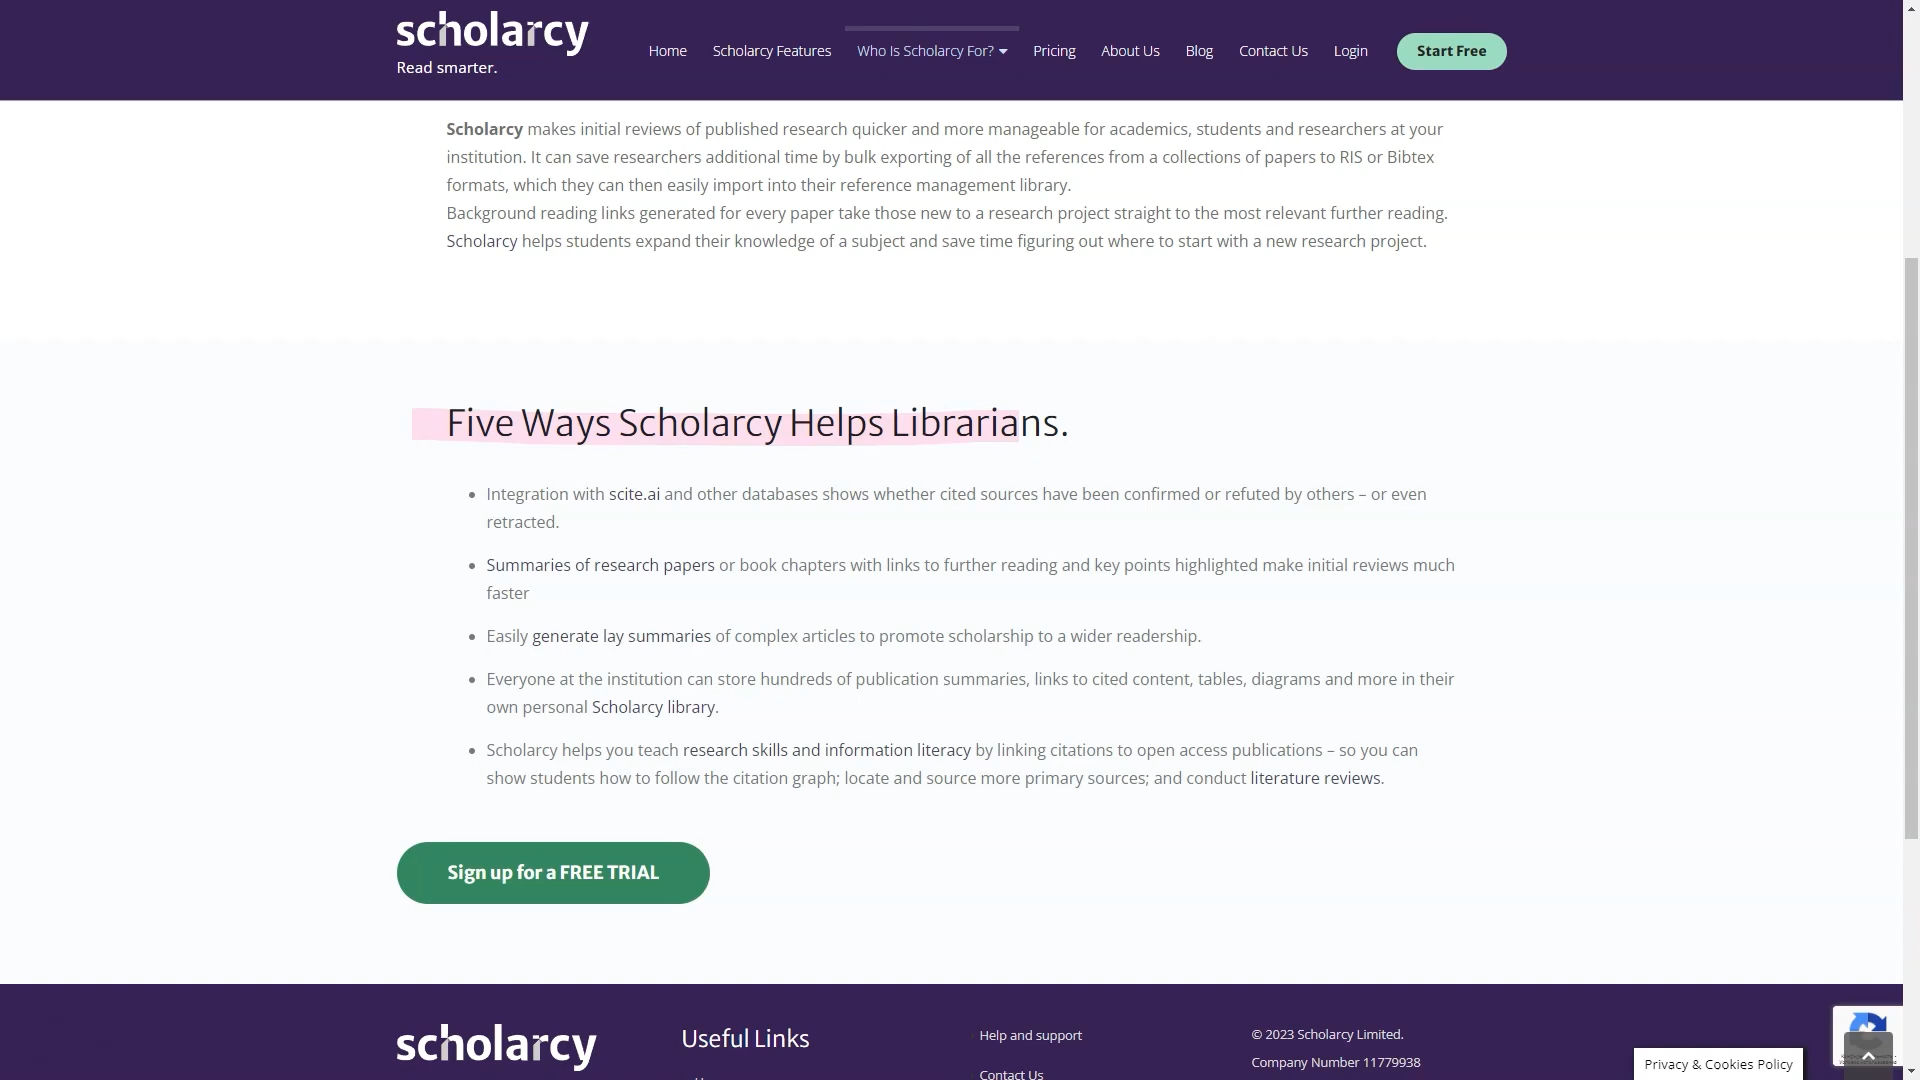 scholarcy
Read smarter.
Home
Scholarcy Features
Who Is Scholarcy For?
Pricing
About Us
Blog
Contact Us
Login
Start Free
Scholarcy makes initial reviews of published research quicker and more manageable for academics, students and researchers at your
institution. It can save researchers additional time by bulk exporting of all the references from a collections of papers to RIS or Bibtex
formats, which they can then easily import into their reference management library.
Background reading links generated for every paper take those new to a research project straight to the most relevant further reading.
Scholarcy helps students expand their knowledge of a subject and save time figuring out where to start with a new research project.
Five Ways Scholarcy Helps Librarians.
Integration with scite.ai and other databases shows whether cited sources have been confirmed or refuted by others – or even
retracted.
Summaries of research papers or book chapters with links to further reading and key points highlighted make initial reviews much
faster
Easily generate lay summaries of complex articles to promote scholarship to a wider readership.
Everyone at the institution can store hundreds of publication summaries, links to cited content, tables, diagrams and more in their
own personal Scholarcy library.
Scholarcy helps you teach research skills and information literacy by linking citations to open access publications – so you can
show students how to follow the citation graph; locate and source more primary sources; and conduct literature reviews.
Sign up for a FREE TRIAL
scholarcy
Useful Links
Help and support
Contact Us
© 2023 Scholarcy Limited.
Company Number 11779938
Privacy & Cookies Policy